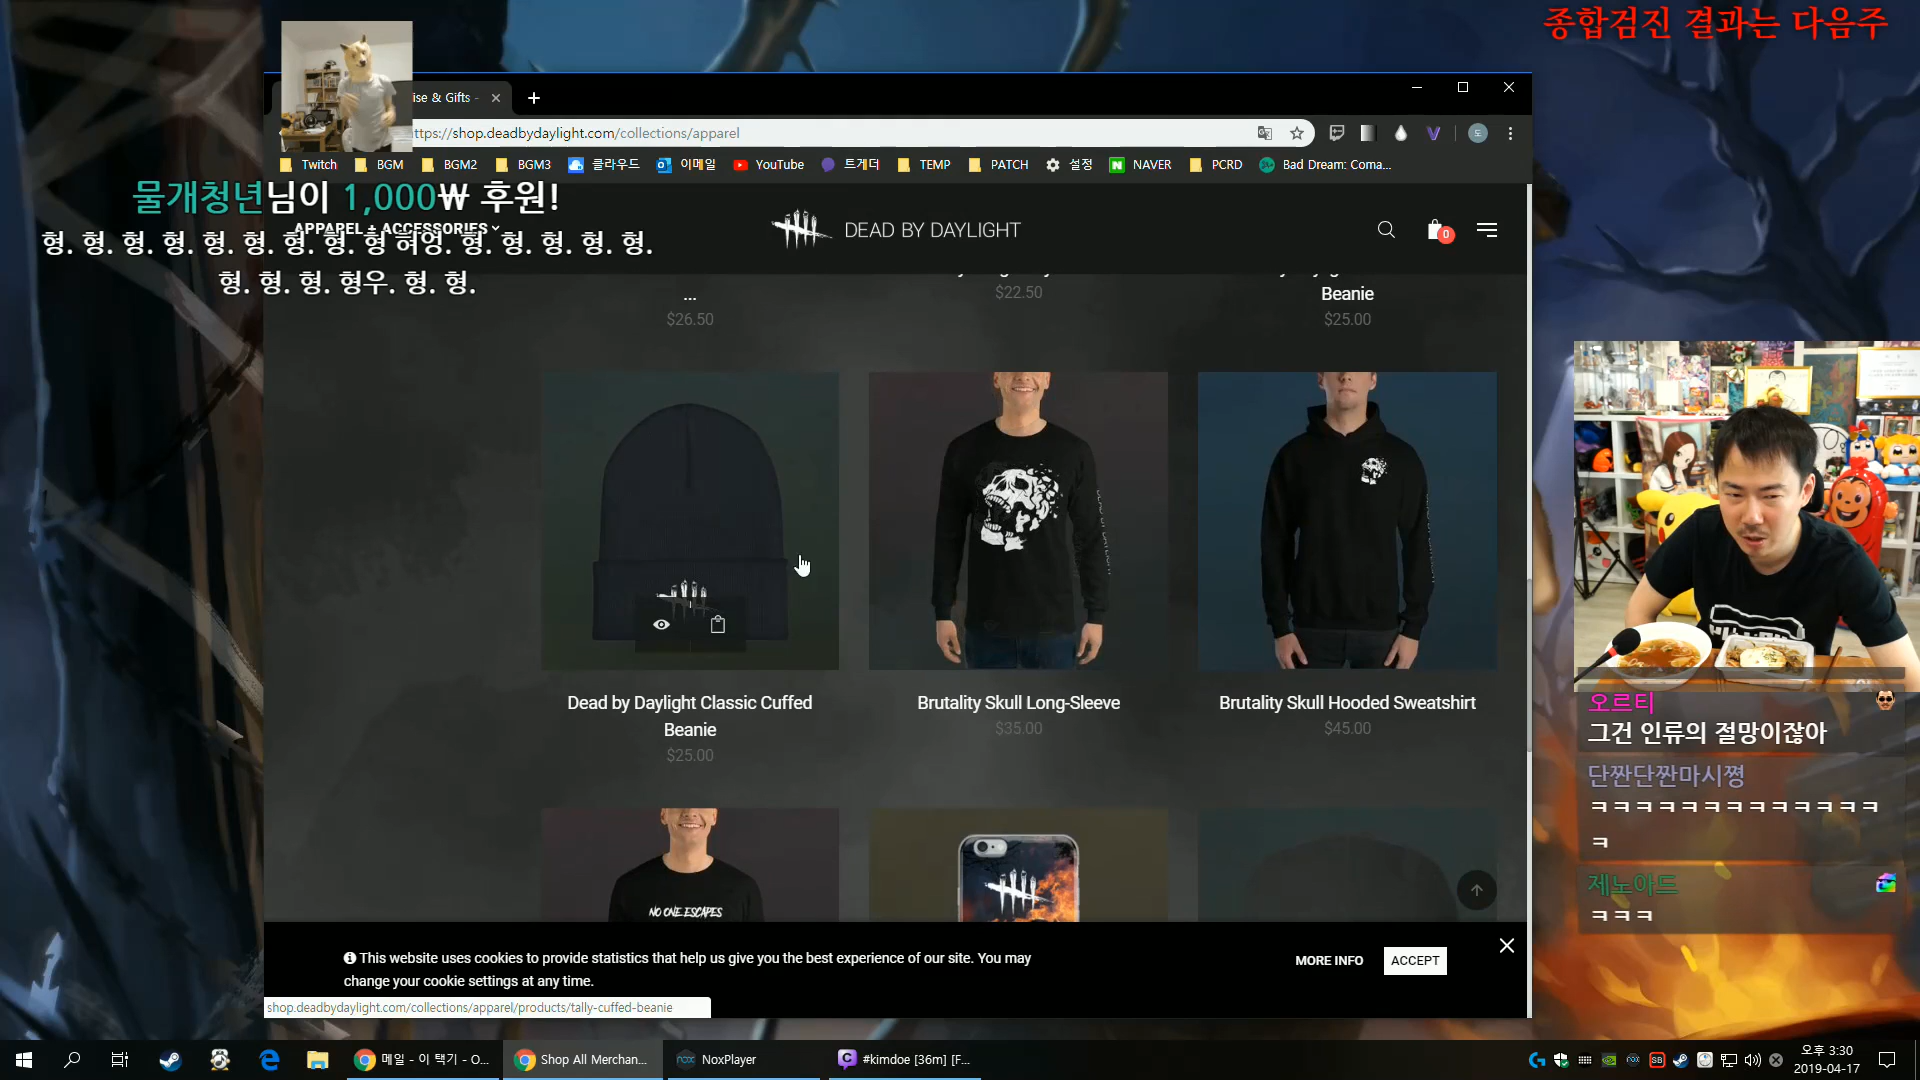 종합검진 결과는 다음주
ise & Gifts -
ttps://shop.deadbydaylight.com/collections/apparel
Twitch
BGM
BGM2
BGM3
클라우드
이메일
YouTube
트게더
TEMP
PATCH
설정
NAVER
PCRD
Bad Dream: Coma...
물개청년님이 1,000₩ 후원!
APPAREL + ACCESSORIES
DEAD BY DAYLIGHT
0
형. 형. 형. 형. 형. 형. 형. 형. 형 혀엉. 형. 형. 형. 형. 형.
형. 형. 형. 형우. 형. 형.
...
$26.50
$22.50
Beanie
$25.00
Dead by Daylight Classic Cuffed
Beanie
$25.00
Brutality Skull Long-Sleeve
$35.00
Brutality Skull Hooded Sweatshirt
$45.00
NO ONE ESCAPES
오르티
그건 인류의 절망이잖아
단짠단짠마시쪙
ㅋㅋㅋㅋㅋㅋㅋㅋㅋㅋㅋㅋㅋ
ㅋ
제노아드
ㅋㅋㅋ
This website uses cookies to provide statistics that help us give you the best experience of our site. You may
change your cookie settings at any time.
MORE INFO
ACCEPT
shop.deadbydaylight.com/collections/apparel/products/tally-cuffed-beanie
메일 - 이 택기 - O...
Shop All Merchan...
NoxPlayer
#kimdoe [36m] [F...
오후 3:30
2019-04-17